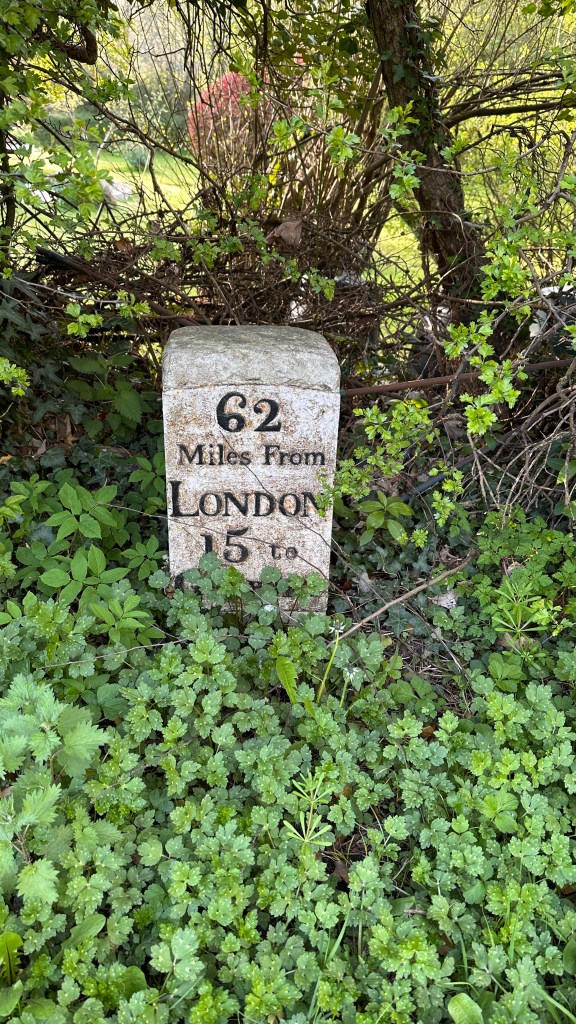 62
Miles From
LONDON
15 to